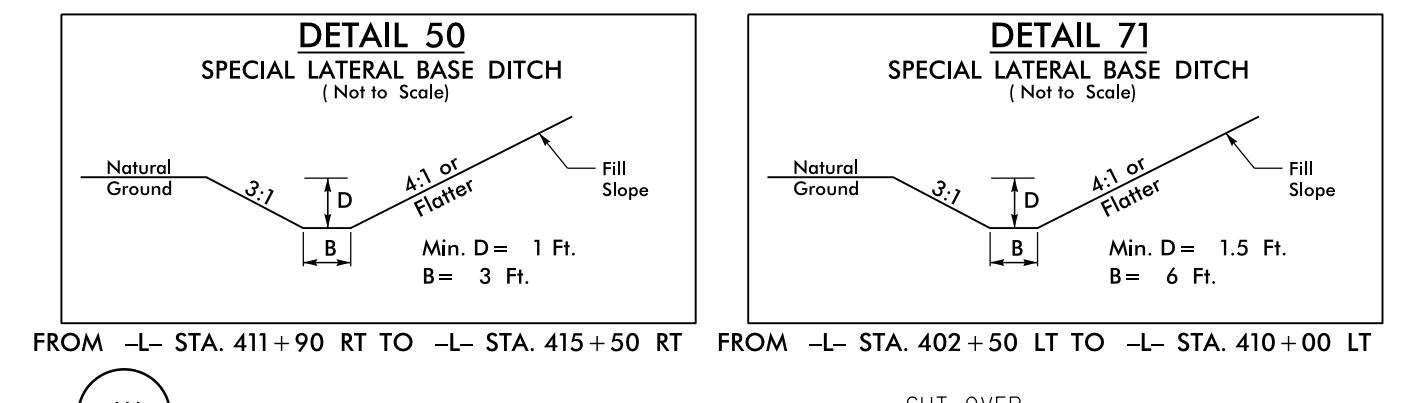 DETAIL 50
SPECIAL LATERAL BASE DITCH
( Not to Scale)
Natural
Ground
3:1
D
B
4:1 or
Flatter
Fill
Slope
Min. D = 1 Ft.
B = 3 Ft.
FROM –L– STA. 411+90 RT TO –L– STA. 415+50 RT
DETAIL 71
SPECIAL LATERAL BASE DITCH
( Not to Scale)
Natural
Ground
3:1
D
B
4:1 or
Flatter
Fill
Slope
Min. D = 1.5 Ft.
B = 6 Ft.
FROM –L– STA. 402+50 LT TO –L– STA. 410+00 LT
CUT OVER